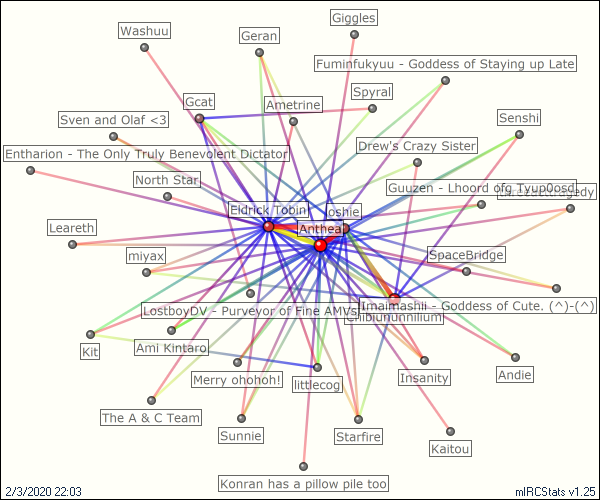 Giggles
Washuu
Geran
Fuminfukyuu - Goddess of Staying up Late
Spyral
Gcat
Ametrine
Sven and Olaf <3
Senshi
Drew's Crazy Sister
Entharion - The Only Truly Benevolent Dictator
North Star
Guuzen - Lhoord ofg Tyup0osd
Eldrick Tobin
oshie
Leareth
Anthea
miyax
SpaceBridge
LostboyDV - Purveyor of Fine AMVs
Imaimashii - Goddess of Cute. (^)-(^)
Kit
Ami Kintaro
Merry ohohoh!
littlecog
Insanity
Andie
The A & C Team
Sunnie
Starfire
Kaitou
Konran has a pillow pile too
2/3/2020 22:03
mIRCStats v1.25